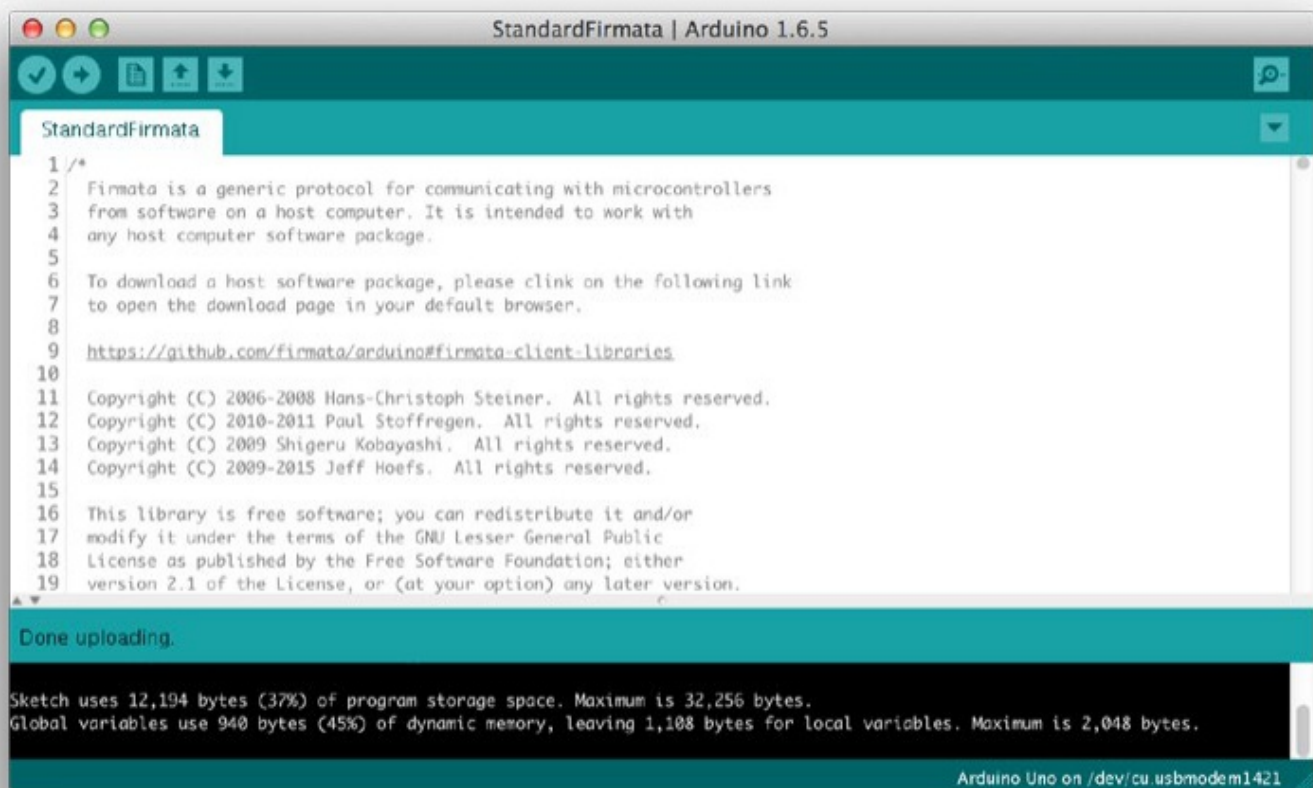 StandardFirmata | Arduino 1.6.5
StandardFirmata
1 /*
2 Firmata is a generic protocol for communicating with microcontrollers
3 from software on a host computer. It is intended to work with
4 any host computer software package.
5
6 To download a host software package, please clink on the following link
7 to open the download page in your default browser.
8
9 https://github.com/firmata/arduino#firmata-client-libraries
10
11 Copyright (C) 2006-2008 Hans-Christoph Steiner.  All rights reserved.
12 Copyright (C) 2010-2011 Paul Stoffregen.  All rights reserved.
13 Copyright (C) 2009 Shigeru Kobayashi.  All rights reserved.
14 Copyright (C) 2009-2015 Jeff Hoefs.  All rights reserved.
15
16 This library is free software; you can redistribute it and/or
17 modify it under the terms of the GNU Lesser General Public
18 License as published by the Free Software Foundation; either
19 version 2.1 of the License, or (at your option) any later version.
Done uploading.
Sketch uses 12,194 bytes (37%) of program storage space. Maximum is 32,256 bytes.
Global variables use 940 bytes (45%) of dynamic memory, leaving 1,108 bytes for local variables. Maximum is 2,048 bytes.
Arduino Uno on /dev/cu.usbmodem1421